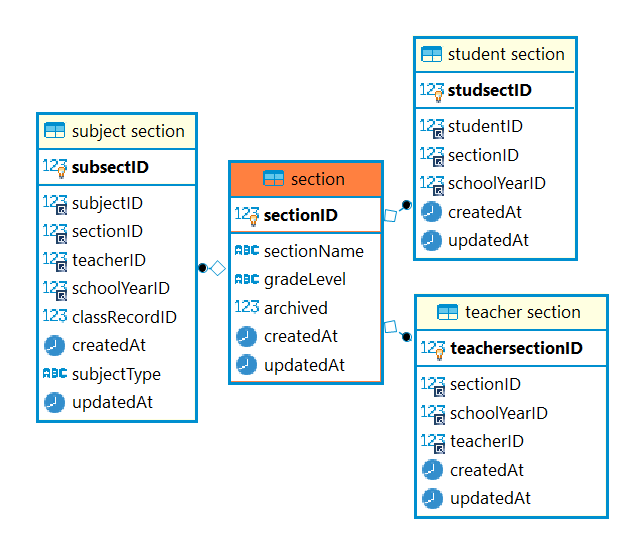 subject section
123 subsectID
123 subjectID
123 sectionID
123 teacherID
123 schoolYearID
123 classRecordID
createdAt
ABC subjectType
updatedAt
section
123 sectionID
ABC sectionName
ABC gradeLevel
123 archived
createdAt
updatedAt
student section
123 studsectID
123 studentID
123 sectionID
123 schoolYearID
createdAt
updatedAt
teacher section
123 teachersectionID
123 sectionID
123 schoolYearID
123 teacherID
createdAt
updatedAt